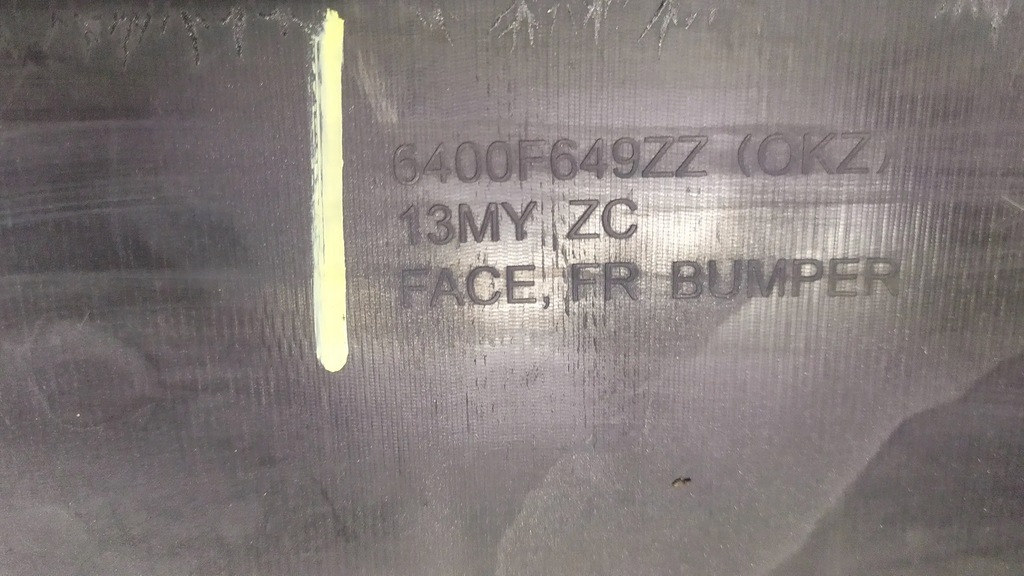 6400F649ZZ (OKZ)
13MY ZC
FACE, FR BUMPER